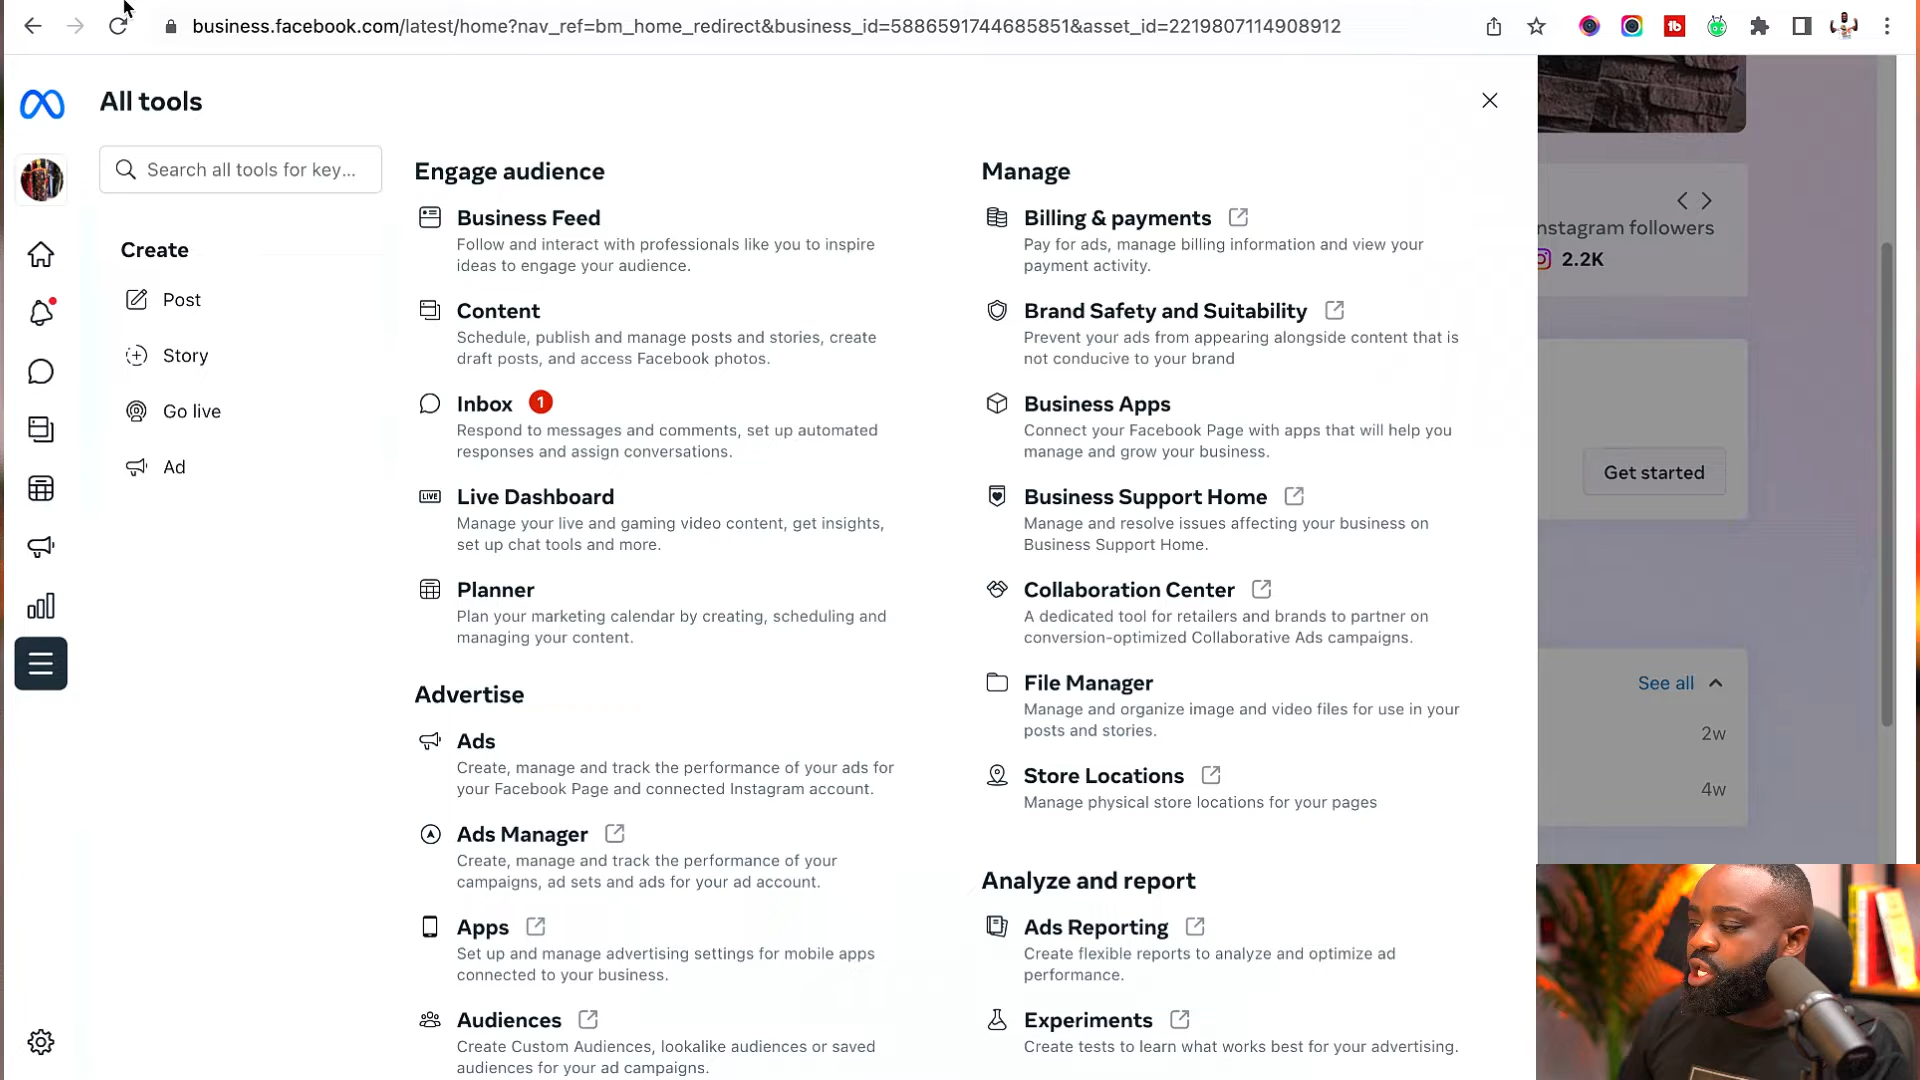 business.facebook.com/latest/home?nav_ref=bm_home_redirect&business_id=5886591744685851&asset_id=2219807114908912
All tools
Search all tools for key...
Create
Post
Story
Go live
Ad
Engage audience
Business Feed
Follow and interact with professionals like you to inspire
ideas to engage your audience.
Content
Schedule, publish and manage posts and stories, create
draft posts, and access Facebook photos.
Inbox 1
Respond to messages and comments, set up automated
responses and assign conversations.
LIVE Live Dashboard
Manage your live and gaming video content, get insights,
set up chat tools and more.
Planner
Plan your marketing calendar by creating, scheduling and
managing your content.
Advertise
Ads
Create, manage and track the performance of your ads for
your Facebook Page and connected Instagram account.
Ads Manager
Create, manage and track the performance of your
campaigns, ad sets and ads for your ad account.
Apps
Set up and manage advertising settings for mobile apps
connected to your business.
Audiences
Create Custom Audiences, lookalike audiences or saved
audiences for your ad campaigns.
Manage
Billing & payments
Pay for ads, manage billing information and view your
payment activity.
Brand Safety and Suitability
Prevent your ads from appearing alongside content that is
not conducive to your brand
Business Apps
Connect your Facebook Page with apps that will help you
manage and grow your business.
Business Support Home
Manage and resolve issues affecting your business on
Business Support Home.
Collaboration Center
A dedicated tool for retailers and brands to partner on
conversion-optimized Collaborative Ads campaigns.
File Manager
Manage and organize image and video files for use in your
posts and stories.
Store Locations
Manage physical store locations for your pages
Analyze and report
Ads Reporting
Create flexible reports to analyze and optimize ad
performance.
Experiments
Create tests to learn what works best for your advertising.
nstagram followers
2.2K
Get started
See all
2w
4w